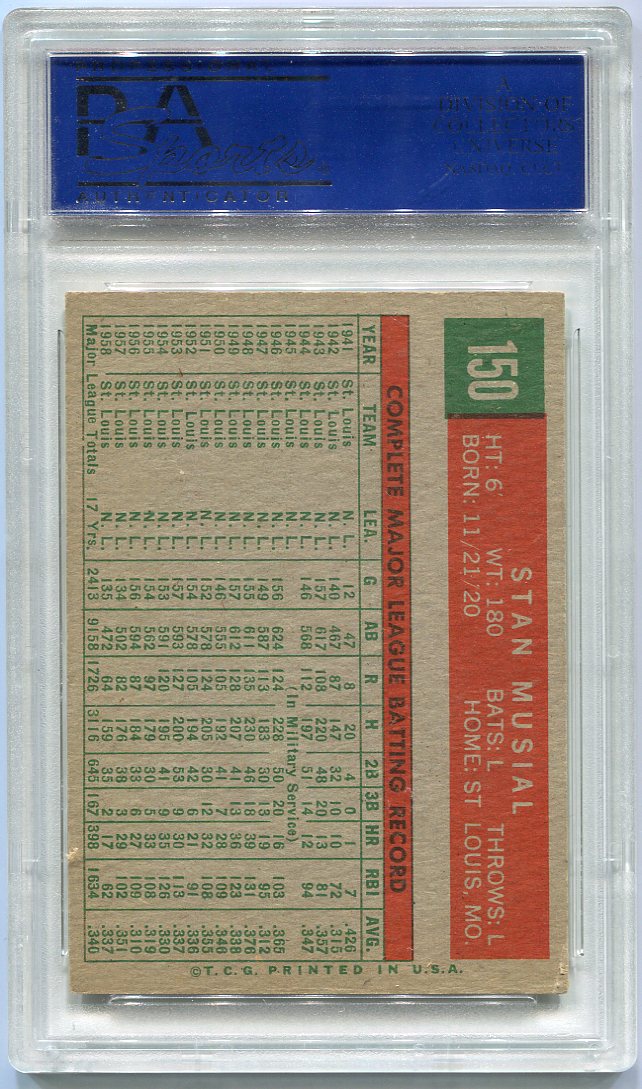 PROFESSIONAL
AUTHENTICATOR
A
DIVISION OF
COLLECTORS
UNIVERSE
150
STAN MUSIAL
HT: 6' WT. 180 BATS: L THROWS: L
BORN: 11/21/20 HOME: ST LOUIS, MO.
COMPLETE MAJOR LEAGUE BATTING RECORD
YEAR TEAM LEA G AB R H 2B 3B HR RBI AVG.
1941 St. Louis N. L. 12 47 8 20 4 0 1 7 .426
1942 St. Louis N. L. 140 467 87 147 32 10 10 72 .315
1943 St. Louis N. L. 157 617 108 220 48 20 13 81 .357
1944 St. Louis N. L. 146 568 112 197 51 14 12 94 .347
1945 St. Louis N. L. (In Military Service)
1946 St. Louis N. L. 156 624 124 228 50 20 16 103 .365
1947 St. Louis N. L. 149 587 113 183 30 13 19 95 .312
1948 St. Louis N. L. 155 611 135 230 46 18 39 131 .376
1949 St. Louis N. L. 157 612 128 207 41 13 36 123 .338
1950 St. Louis N. L. 146 555 105 192 41 7 28 109 .346
1951 St. Louis N. L. 152 578 124 205 30 12 32 108 .355
1952 St. Louis N. L. 154 578 105 194 42 6 21 91 .336
1953 St. Louis N. L. 157 593 127 200 53 9 30 113 .337
1954 St. Louis N. L. 153 591 120 195 41 9 35 126 .330
1955 St. Louis N. L. 154 562 97 179 30 5 33 108 .319
1956 St. Louis N. L. 156 594 87 184 33 6 27 109 .310
1957 St. Louis N. L. 134 502 82 176 38 3 29 102 .351
1958 St. Louis N. L. 135 472 64 159 35 2 17 62 .337
Major League Totals 17 Yrs. 2413 9158 1726 3116 645 167 398 1634 .340
©T.C.G. PRINTED IN U.S.A.